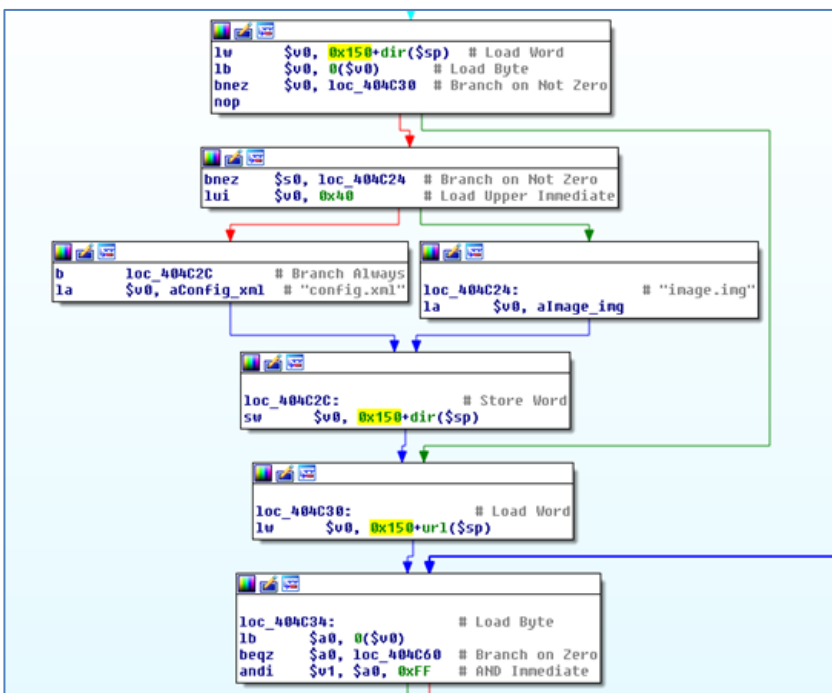 lw $v0, 0x150+dir($sp) # Load Word
lb $v0, 0($v0) # Load Byte
bnez $v0, loc_404C30 # Branch on Not Zero
nop
bnez $s0, loc_404C24 # Branch on Not Zero
lui $v0, 0x40 # Load Upper Immediate
b loc_404C2C # Branch Always
la $v0, aConfig_xml # "config.xml"
loc_404C24: # "image.img"
la $v0, aImage_img
loc_404C2C: # Store Word
sw $v0, 0x150+dir($sp)
loc_404C30: # Load Word
lw $v0, 0x150+url($sp)
loc_404C34: # Load Byte
lb $a0, 0($v0)
beqz $a0, loc_404C60 # Branch on Zero
andi $v1, $a0, 0xFF # AND Immediate